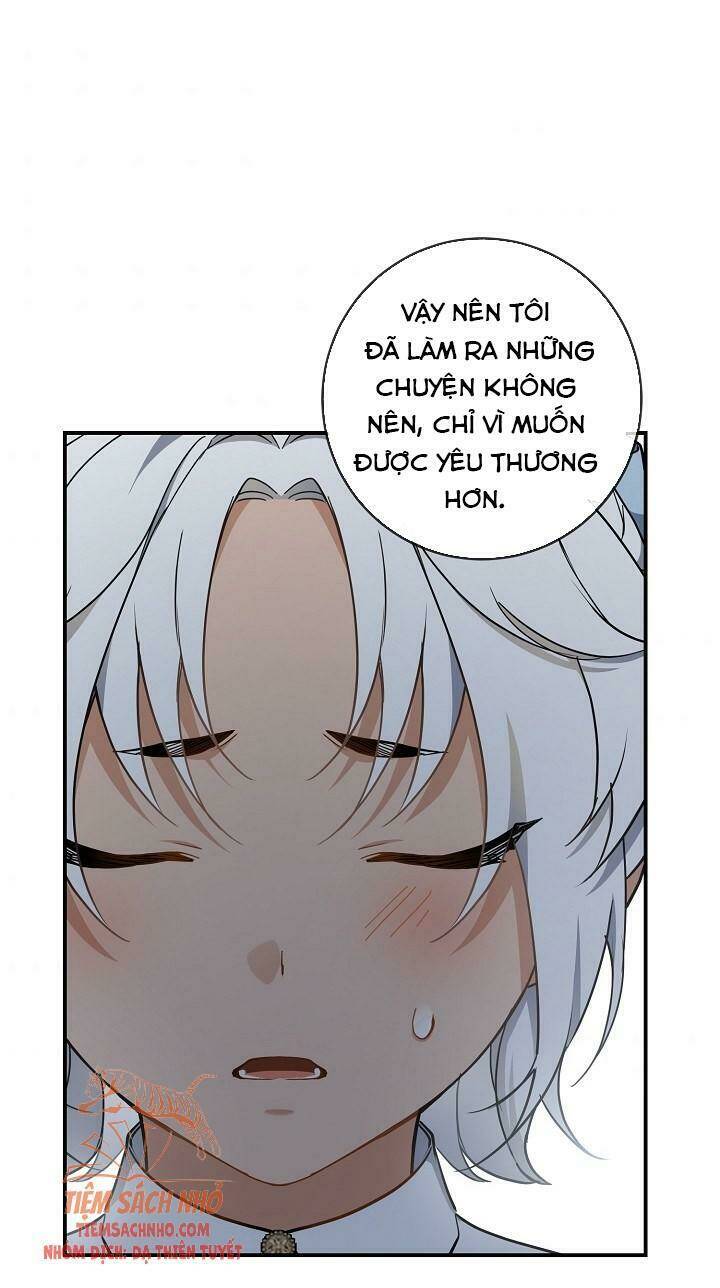 VẬY NÊN TÔI
ĐÃ LÀM RA NHỮNG
CHUYỆN KHÔNG
NÊN, CHỈ VÌ MUỐN
ĐƯỢC YÊU THƯƠNG
HƠN.
TIỆM SÁCH NHỎ
TIEMSACHNHO.COM
NHÓM DỊCH: DẠ THIÊN TUYẾT